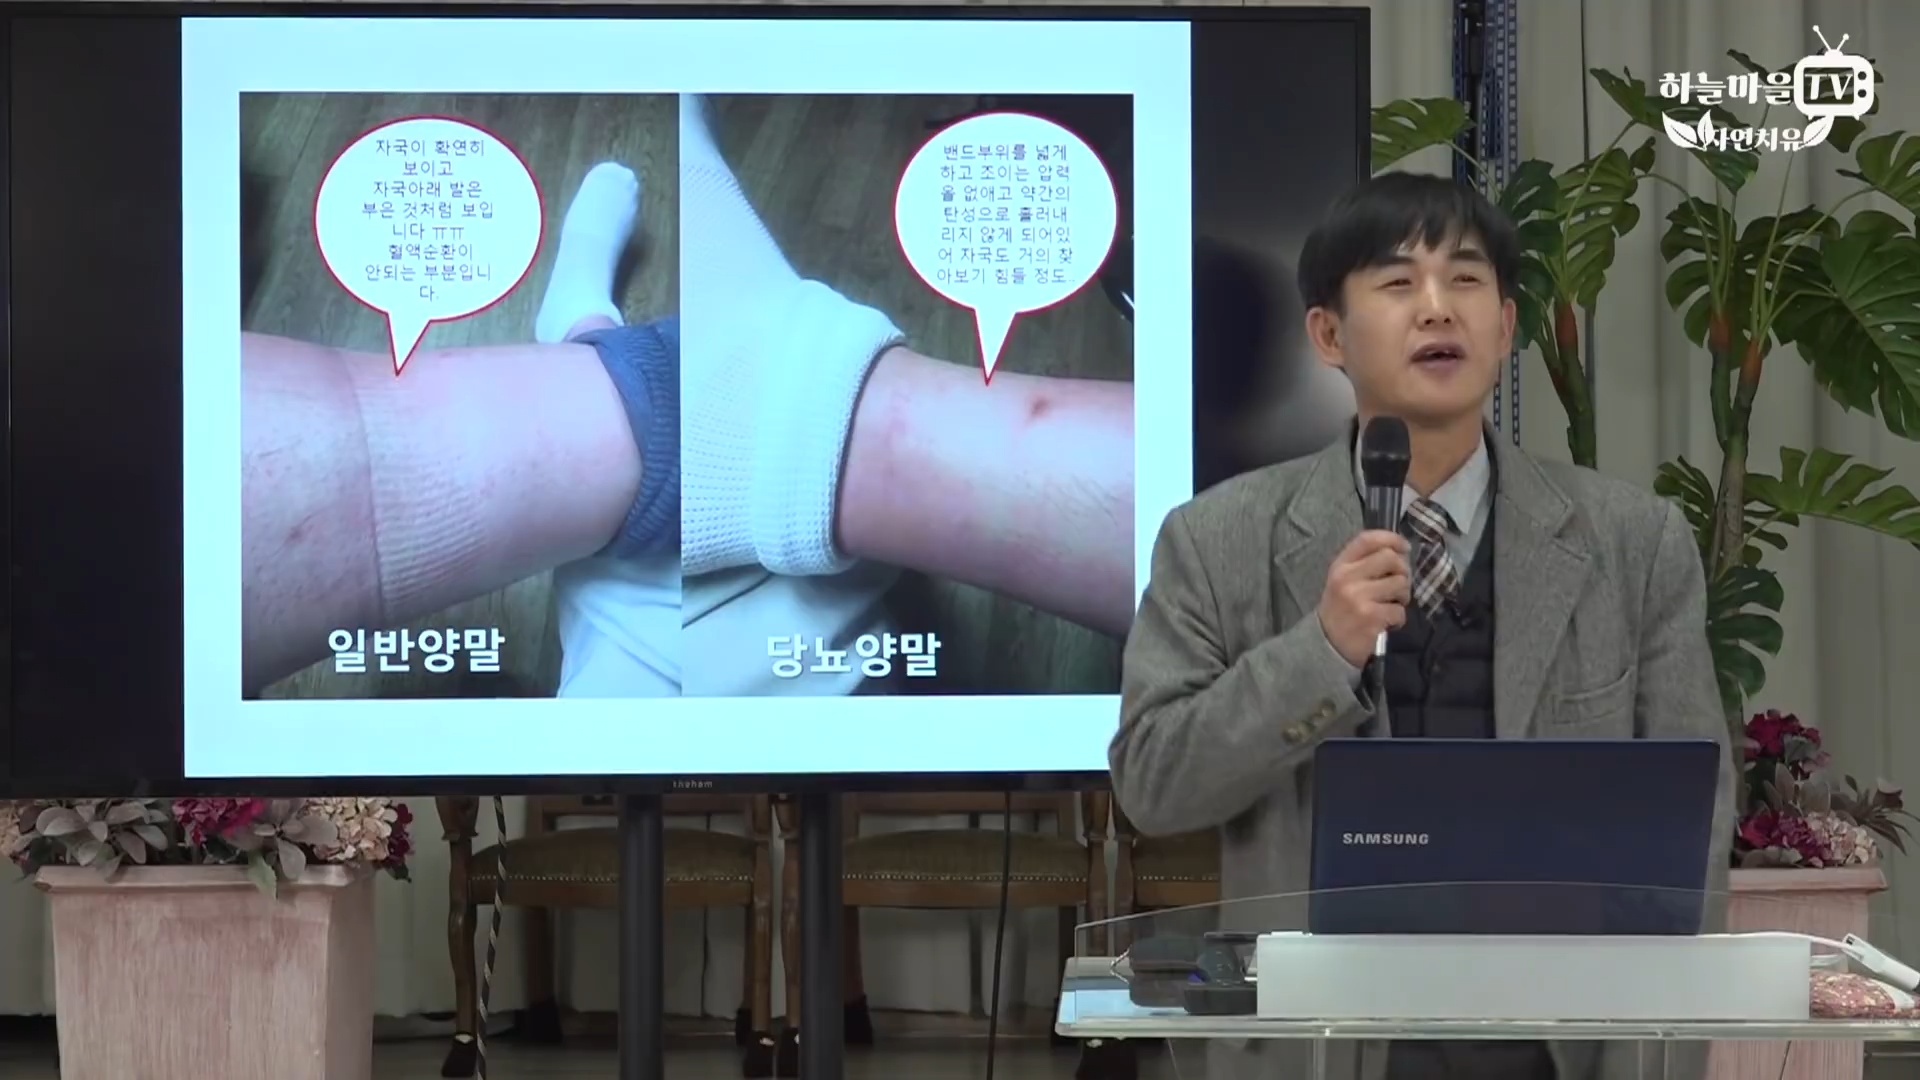 자국이 확연히
보이고
자국아래 발은
부은 것처럼 보입
니다 ㅠㅠ
혈액순환이
안되는 부분입니
다.
밴드부위를 넓게
하고 조이는 압력
을 없애고 약간의
탄성으로 흘러내
리지 않게 되어있
어 자국도 거의 찾
아보기 힘들 정도..
일반양말
당뇨양말
하늘마을TV
자연치유
theham
SAMSUNG